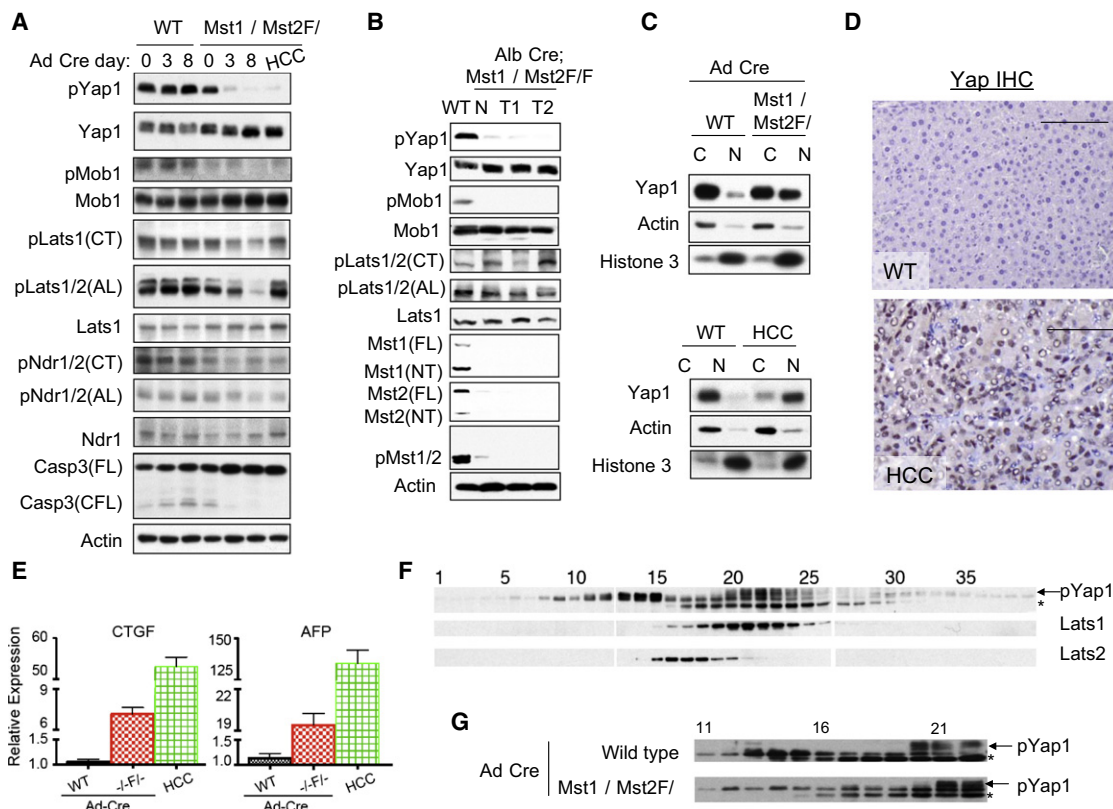 A
WT Mst1 / Mst2F/
Ad Cre day: 0 3 8 0 3 8 HCC
pYap1
Yap1
pMob1
Mob1
pLats1(CT)
pLats1/2(AL)
Lats1
pNdr1/2(CT)
pNdr1/2(AL)
Ndr1
Casp3(FL)
Casp3(CFL)
Actin
B
Alb Cre;
Mst1 / Mst2F/F
WT N T1 T2
pYap1
Yap1
pMob1
Mob1
pLats1/2(CT)
pLats1/2(AL)
Lats1
Mst1(FL)
Mst1(NT)
Mst2(FL)
Mst2(NT)
pMst1/2
Actin
C
Ad Cre
Mst1 /
WT Mst2F/
C N C N
Yap1
Actin
Histone 3
WT HCC
C N C N
Yap1
Actin
Histone 3
D
Yap IHC
WT
HCC
E
Relative Expression
CTGF
60
50
9
6
1.5
1.0
WT -/-F/- HCC
Ad-Cre
AFP
150
125
22
19
1.5
1.0
WT -/-F/- HCC
Ad-Cre
F
1 5 10 15 20 25 30 35
pYap1
*
Lats1
Lats2
G
11 16 21
Ad Cre
Wild type pYap1
*
Mst1 / Mst2F/ pYap1
*